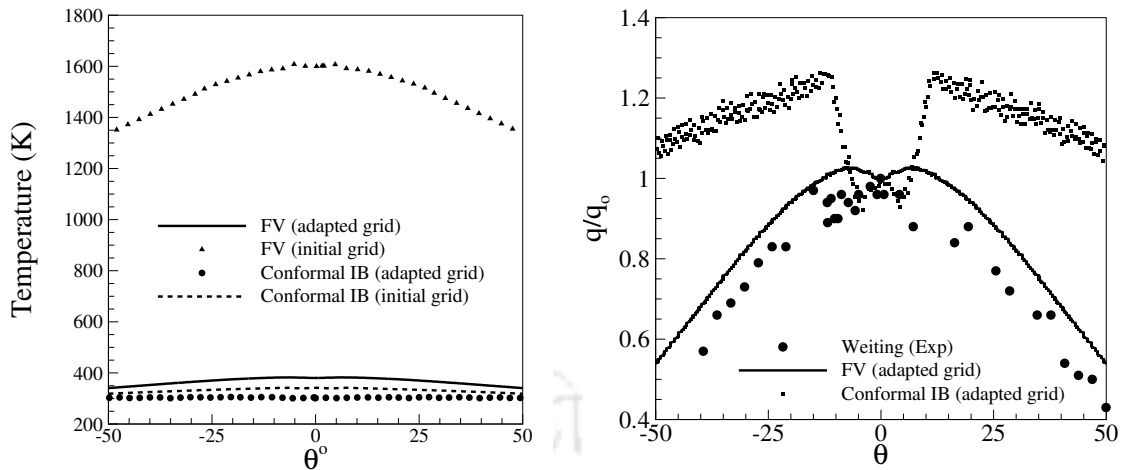 1800
1600
1400
1200
1000
800
600
400
200
Temperature (K)
FV (adapted grid)
FV (initial grid)
Conformal IB (adapted grid)
Conformal IB (initial grid)
-50 -25 0 25 50
θ°
1.4
1.2
1
0.8
0.6
0.4
q/qo
Weiting (Exp)
FV (adapted grid)
Conformal IB (adapted grid)
-50 -25 0 25 50
θ